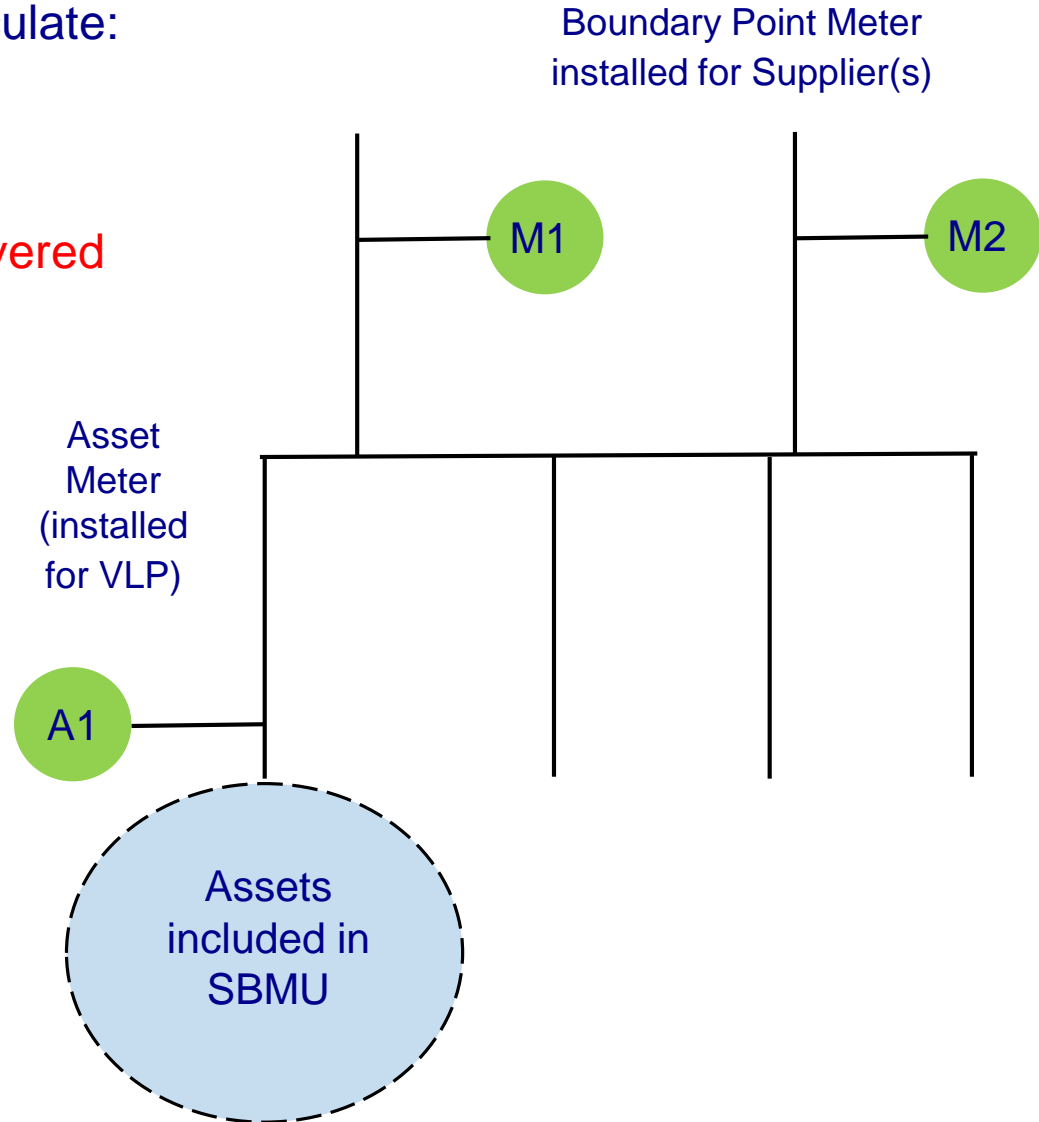 ulate:
Boundary Point Meter
installed for Supplier(s)
M1
M2
vered
Asset
Meter
(installed
for VLP)
A1
Assets
included in
SBMU